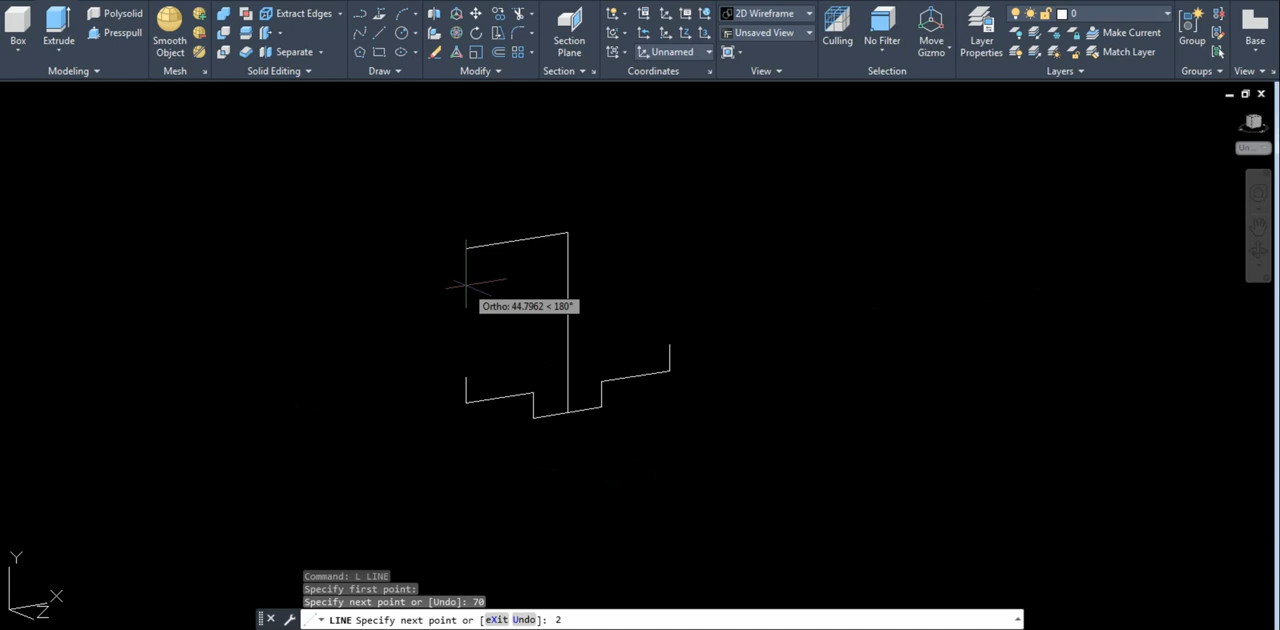 Box
Extrude
Polysolid
Presspull
Modeling
Smooth
Object
Mesh
Extract Edges
Separate
Solid Editing
Draw
Modify
Section
Plane
Section
Unnamed
Coordinates
2D Wireframe
Unsaved View
View
Culling
No Filter
Move
Gizmo
Selection
Layer
Properties
0
Make Current
Match Layer
Layers
Group
Groups
Base
View
Un...
Ortho: 44.7962 < 180°
Y
X
Z
Command: L LINE
Specify first point:
Specify next point or [Undo]: 70
LINE Specify next point or [eXit Undo]: 2